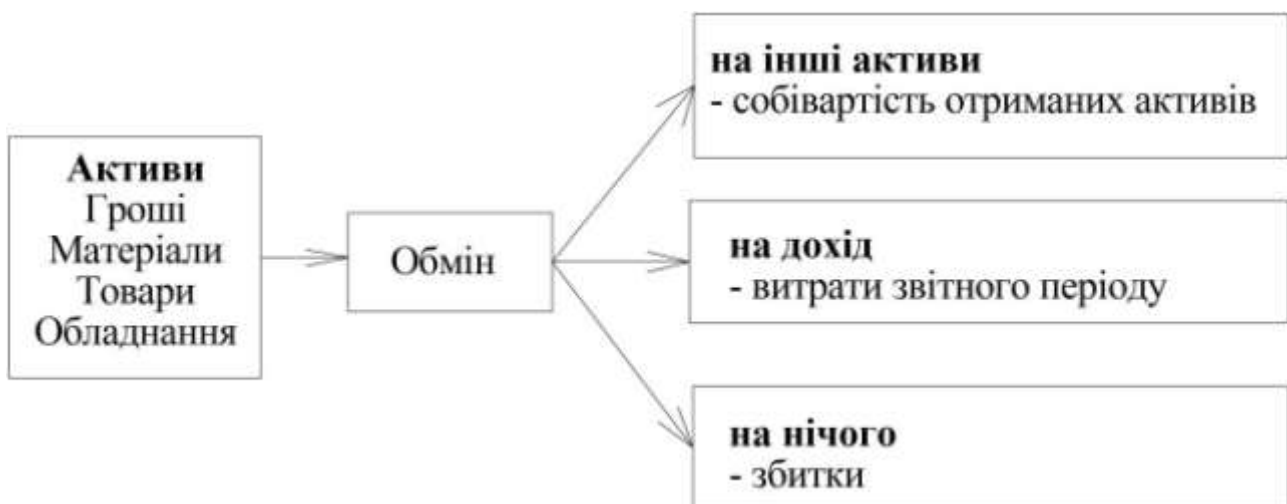 Активи
Гроші
Матеріали
Товари
Обладнання
Обмін
на інші активи
- собівартість отриманих активів
на дохід
- витрати звітного періоду
на нічого
- збитки